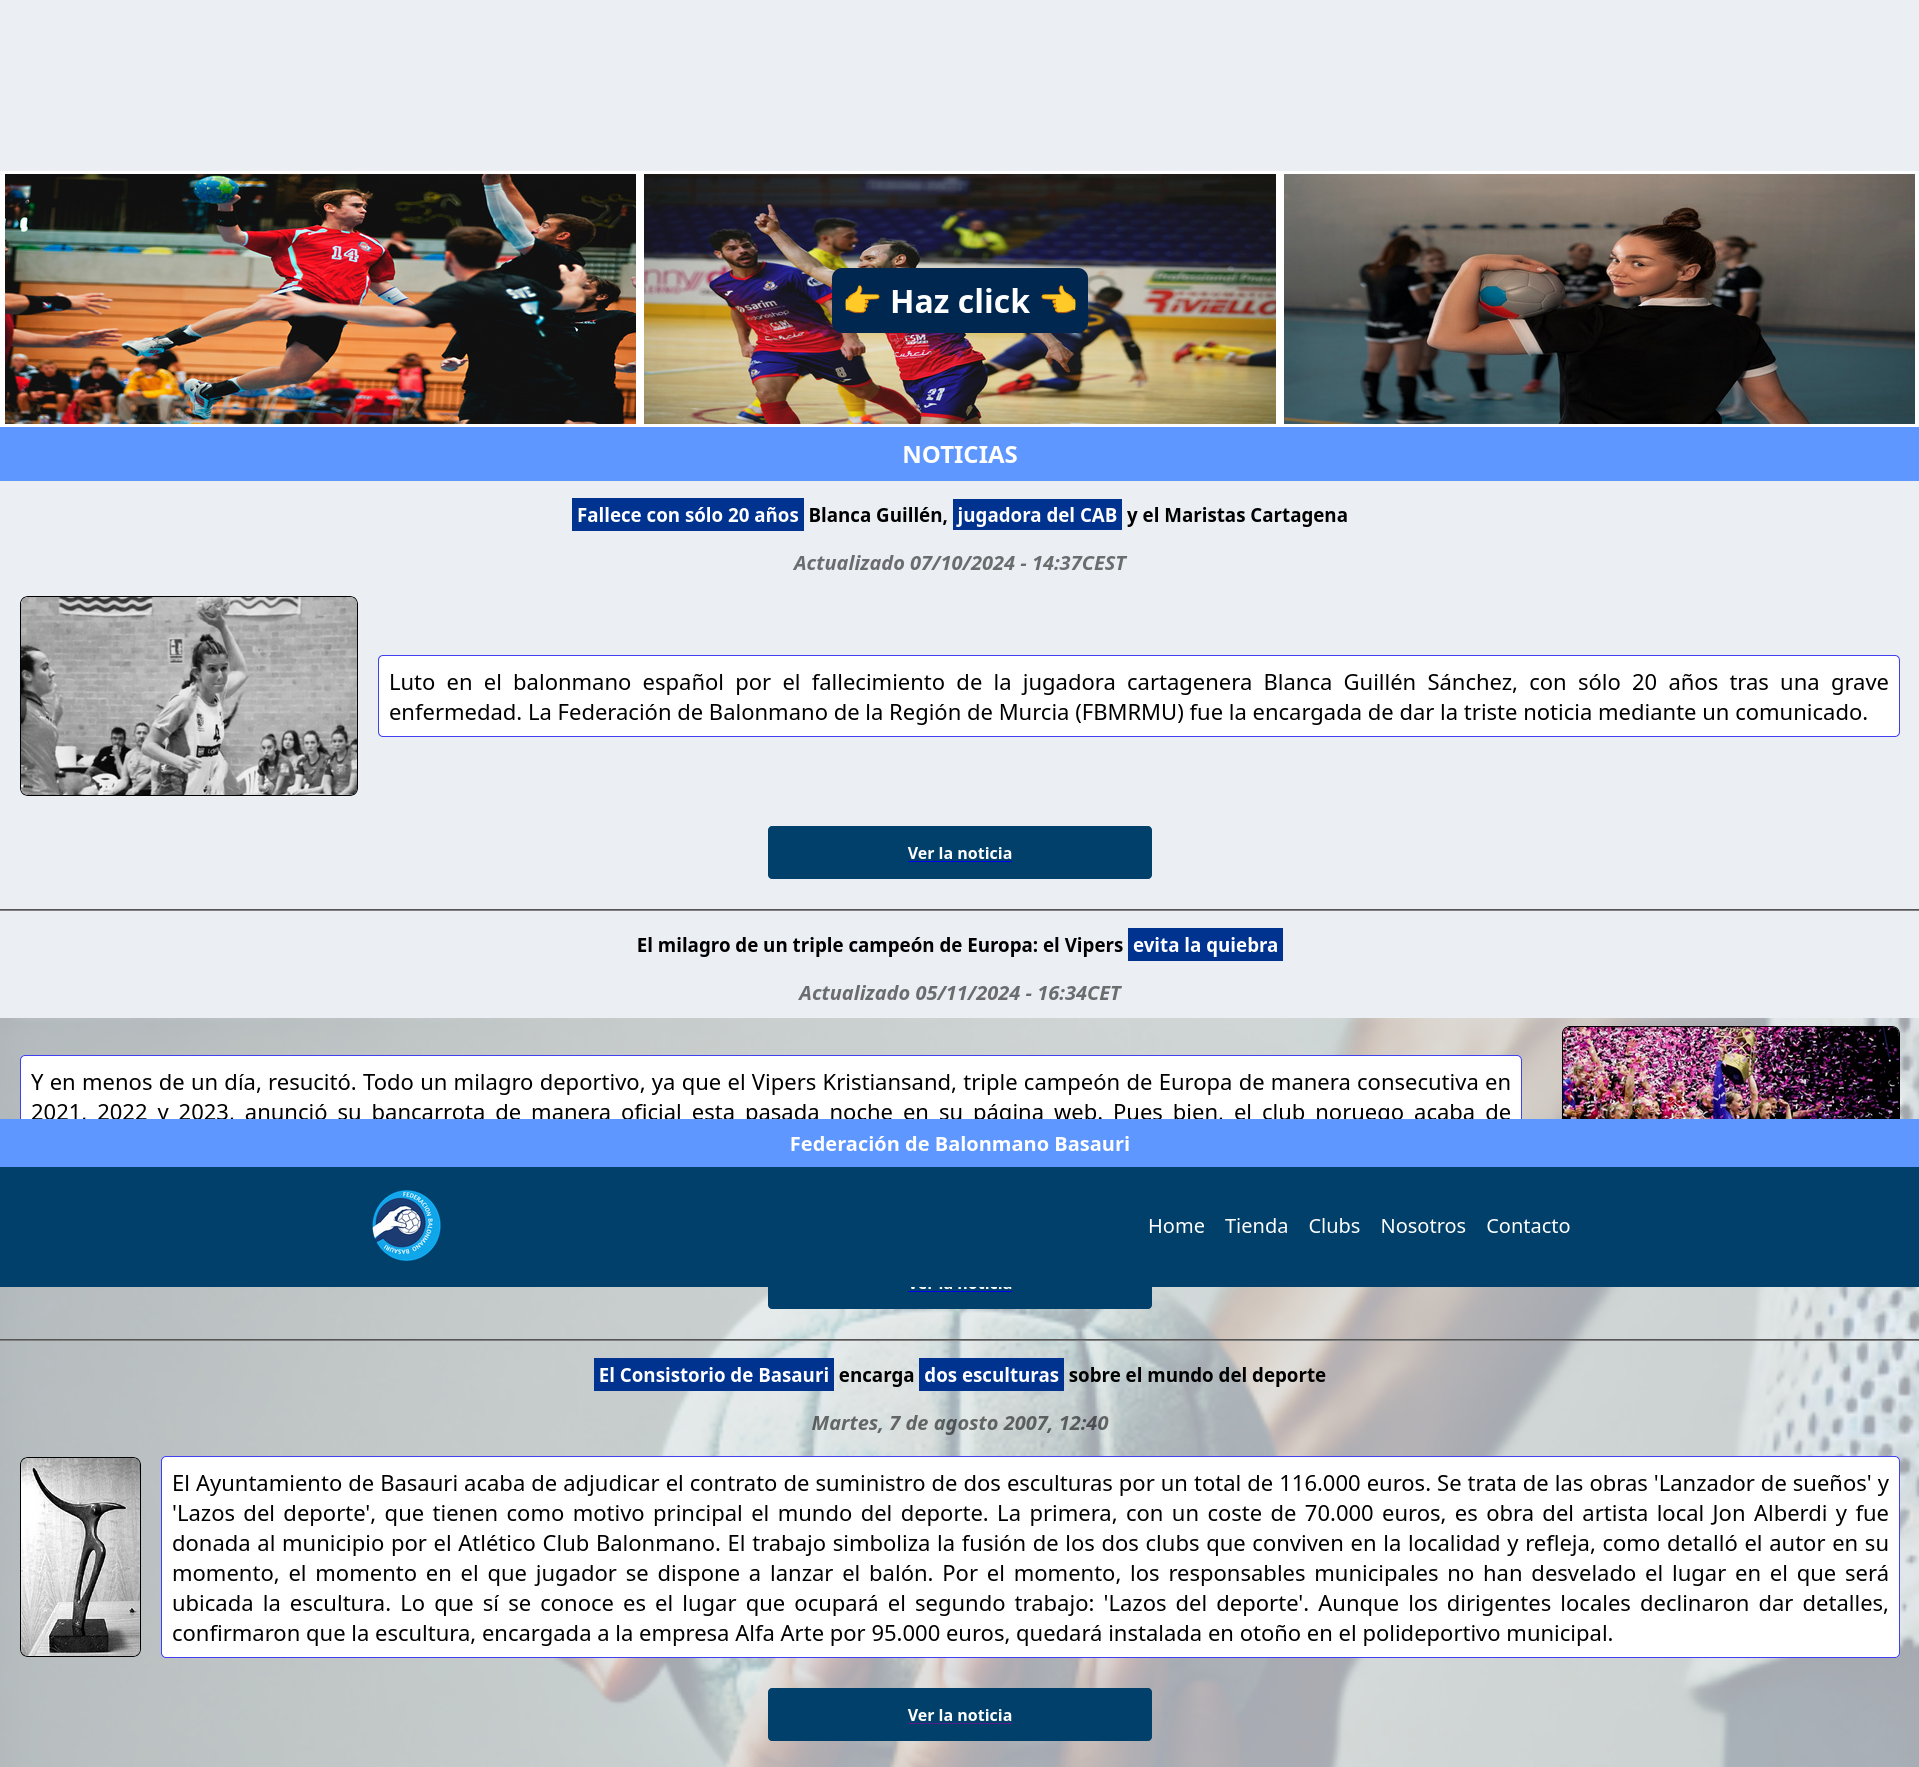 14
SVE
sarim
CSM
8
21
RIVIELLO
👉 Haz click 👈
NOTICIAS
Fallece con sólo 20 años Blanca Guillén, jugadora del CAB y el Maristas Cartagena
Actualizado 07/10/2024 - 14:37CEST
4
Luto en el balonmano español por el fallecimiento de la jugadora cartagenera Blanca Guillén Sánchez, con sólo 20 años tras una grave
enfermedad. La Federación de Balonmano de la Región de Murcia (FBMRMU) fue la encargada de dar la triste noticia mediante un comunicado.
Ver la noticia
El milagro de un triple campeón de Europa: el Vipers evita la quiebra
Actualizado 05/11/2024 - 16:34CET
Y en menos de un día, resucitó. Todo un milagro deportivo, ya que el Vipers Kristiansand, triple campeón de Europa de manera consecutiva en
2021, 2022 y 2023, anunció su bancarrota de manera oficial esta pasada noche en su página web. Pues bien, el club noruego acaba de
Federación de Balonmano Basauri
FEDERACION BALONMANO BASAURI
Home Tienda Clubs Nosotros Contacto
Ver la noticia
El Consistorio de Basauri encarga dos esculturas sobre el mundo del deporte
Martes, 7 de agosto 2007, 12:40
El Ayuntamiento de Basauri acaba de adjudicar el contrato de suministro de dos esculturas por un total de 116.000 euros. Se trata de las obras 'Lanzador de sueños' y
'Lazos del deporte', que tienen como motivo principal el mundo del deporte. La primera, con un coste de 70.000 euros, es obra del artista local Jon Alberdi y fue
donada al municipio por el Atlético Club Balonmano. El trabajo simboliza la fusión de los dos clubs que conviven en la localidad y refleja, como detalló el autor en su
momento, el momento en el que jugador se dispone a lanzar el balón. Por el momento, los responsables municipales no han desvelado el lugar en el que será
ubicada la escultura. Lo que sí se conoce es el lugar que ocupará el segundo trabajo: 'Lazos del deporte'. Aunque los dirigentes locales declinaron dar detalles,
confirmaron que la escultura, encargada a la empresa Alfa Arte por 95.000 euros, quedará instalada en otoño en el polideportivo municipal.
Ver la noticia